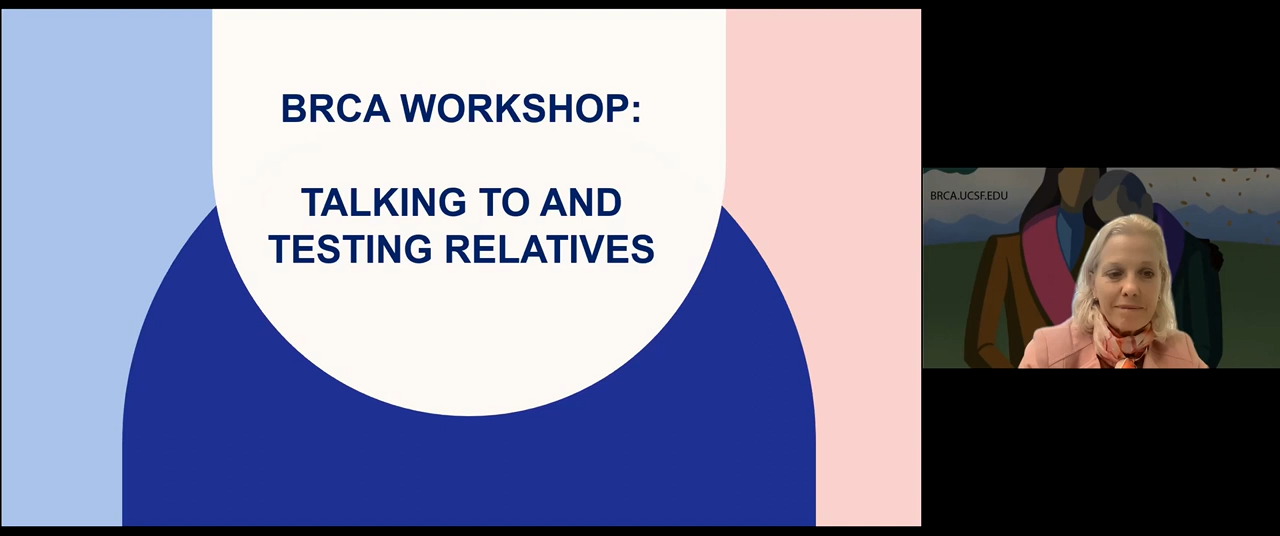 BRCA WORKSHOP:
TALKING TO AND
TESTING RELATIVES
BRCA.UCSF.EDU